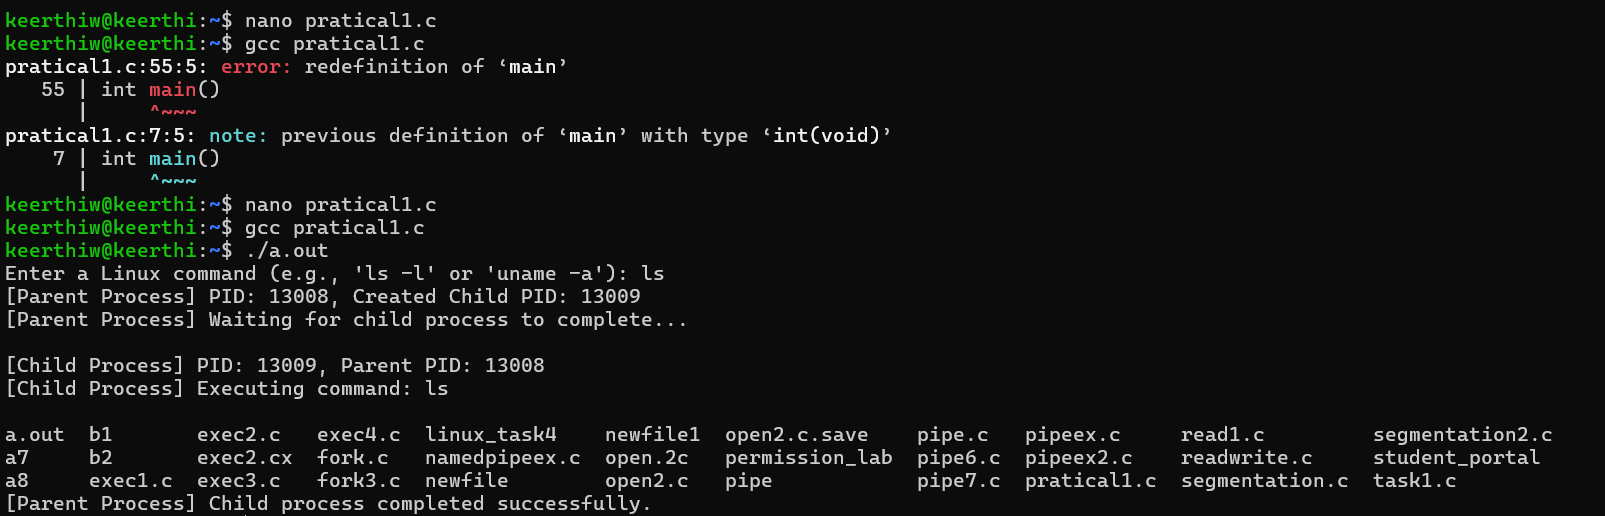 keerthiw@keerthi:~$ nano pratical1.c
keerthiw@keerthi:~$ gcc pratical1.c
pratical1.c:55:5: error: redefinition of ‘main’
   55 | int main()
      |     ^~~~
pratical1.c:7:5: note: previous definition of ‘main’ with type ‘int(void)’
    7 | int main()
      |     ^~~~
keerthiw@keerthi:~$ nano pratical1.c
keerthiw@keerthi:~$ gcc pratical1.c
keerthiw@keerthi:~$ ./a.out
Enter a Linux command (e.g., 'ls -l' or 'uname -a'): ls
[Parent Process] PID: 13008, Created Child PID: 13009
[Parent Process] Waiting for child process to complete...

[Child Process] PID: 13009, Parent PID: 13008
[Child Process] Executing command: ls

a.out  b1       exec2.c   exec4.c  linux_task4    newfile1  open2.c.save    pipe.c   pipeex.c     read1.c         segmentation2.c
a7     b2       exec2.cx  fork.c   namedpipeex.c  open.2c   permission_lab  pipe6.c  pipeex2.c    readwrite.c     student_portal
a8     exec1.c  exec3.c   fork3.c  newfile        open2.c   pipe            pipe7.c  pratical1.c  segmentation.c  task1.c
[Parent Process] Child process completed successfully.